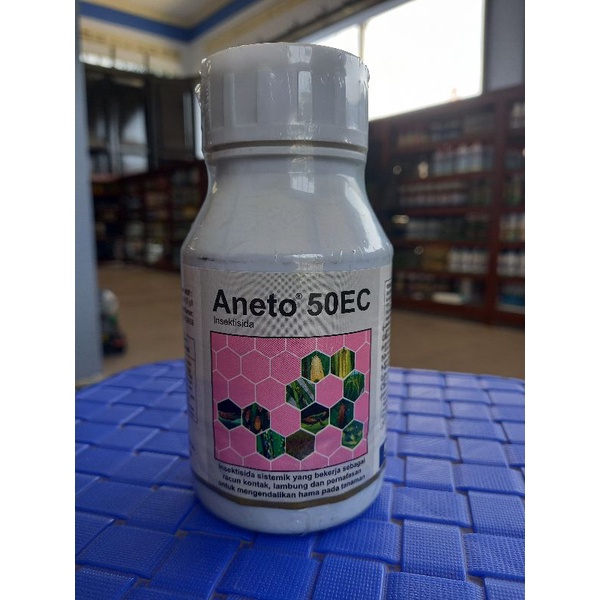 Aneto® 50EC
Insektisida
Insektisida sistemik yang bekerja sebagai
racun kontak, lambung dan pernafasan
untuk mengendalikan hama pada tanaman